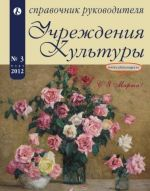 справочник руководителя
Учреждения
Культуры
№ 3
2012
С 8 Марта!